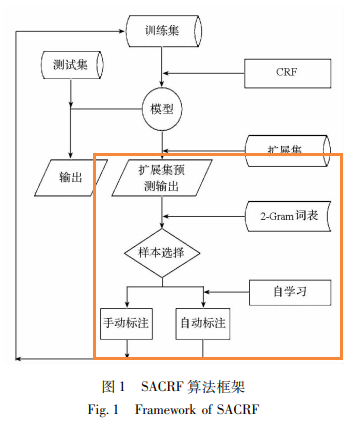 训练集
测试集
CRF
模型
扩展集
输出
扩展集预
测输出
2-Gram词表
样本选择
自学习
手动标注
自动标注
图 1 SACRF 算法框架
Fig. 1 Framework of SACRF